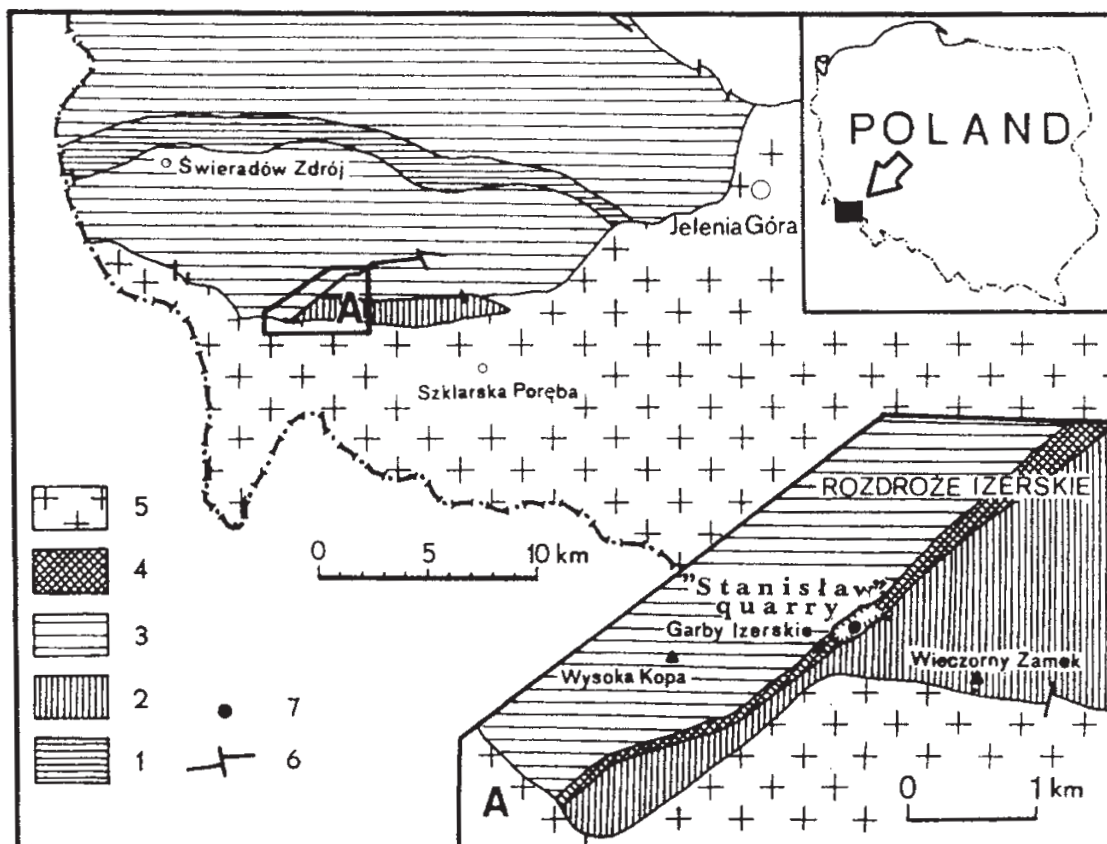 POLAND
Świeradów Zdrój
Jelenia Góra
A
Szklarska Poręba
0 5 10 km
5
4
3
2
1
7
6
ROZDROŻE IZERSKIE
"Stanisław"
quarry
Garby Izerskie
Wysoka Kopa
Wieczorny Zamek
A
0 1 km